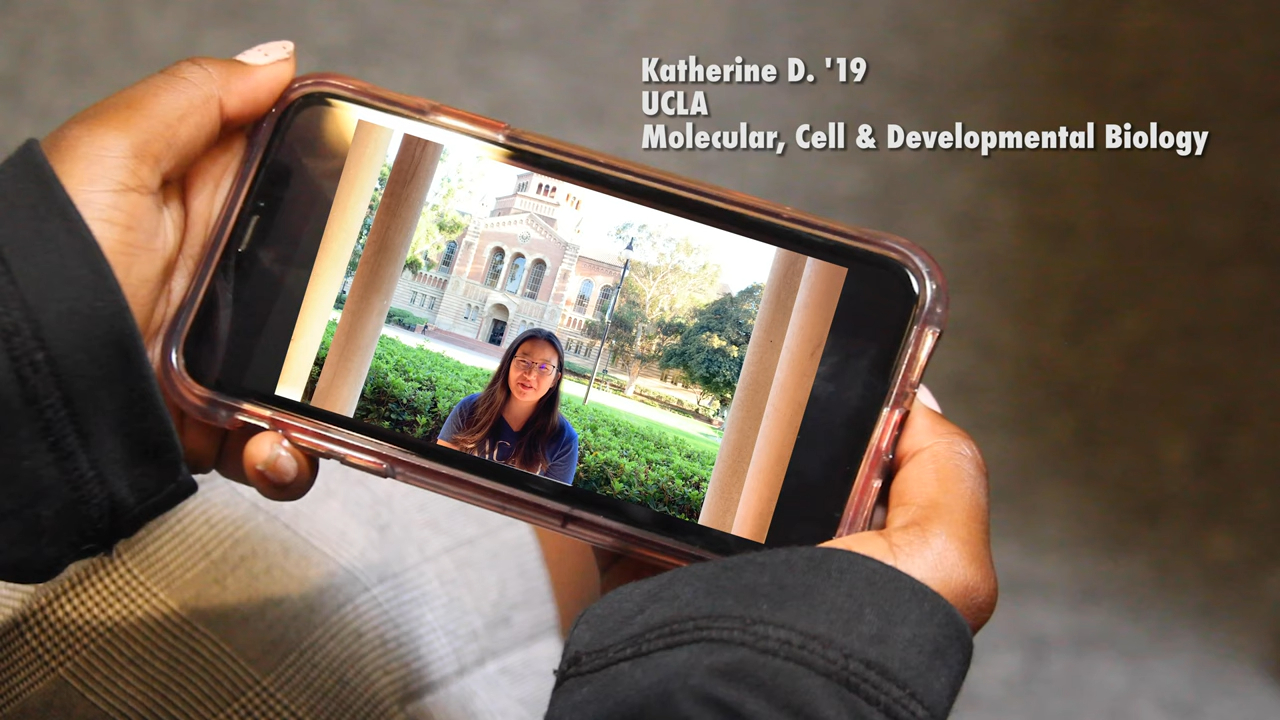 Katherine D. '19
UCLA
Molecular, Cell & Developmental Biology